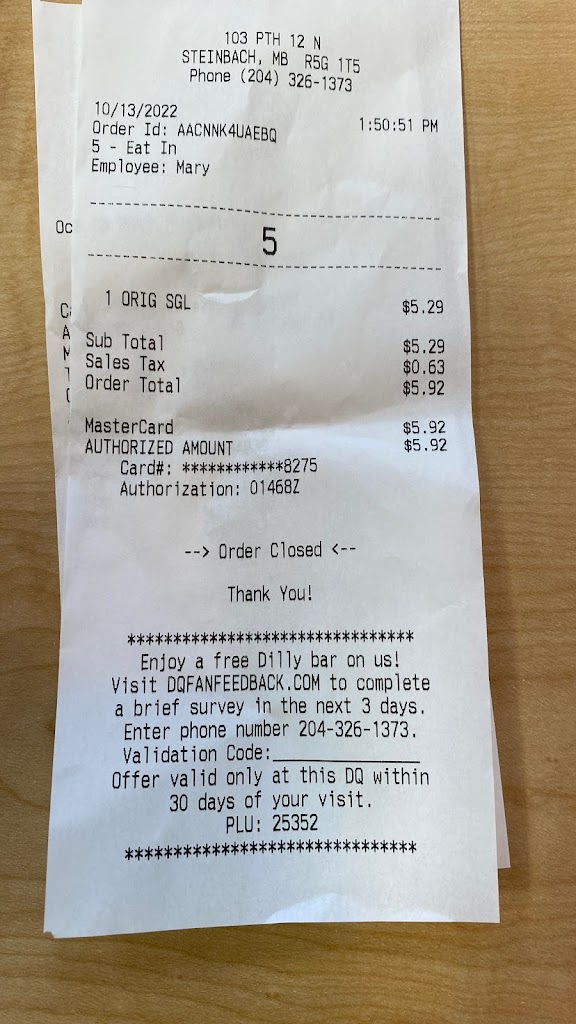 103 PTH 12 N
STEINBACH, MB R5G 1T5
Phone (204) 326-1373
10/13/2022 1:50:51 PM
Order Id: AACNNK4UAEBQ
5 - Eat In
Employee: Mary
5
1 ORIG SGL $5.29
Sub Total $5.29
Sales Tax $0.63
Order Total $5.92
MasterCard $5.92
AUTHORIZED AMOUNT $5.92
Card#: ************8275
Authorization: 01468Z
--> Order Closed <--
Thank You!
*********************************
Enjoy a free Dilly bar on us!
Visit DQFANFEEDBACK.COM to complete
a brief survey in the next 3 days.
Enter phone number 204-326-1373.
Validation Code:_________________
Offer valid only at this DQ within
30 days of your visit.
PLU: 25352
*********************************